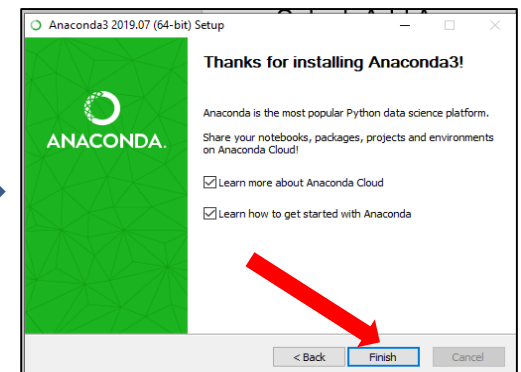 Anaconda3 2019.07 (64-bit) Setup
Thanks for installing Anaconda3!
ANACONDA.
Anaconda is the most popular Python data science platform.
Share your notebooks, packages, projects and environments
on Anaconda Cloud!
Learn more about Anaconda Cloud
Learn how to get started with Anaconda
< Back
Finish
Cancel